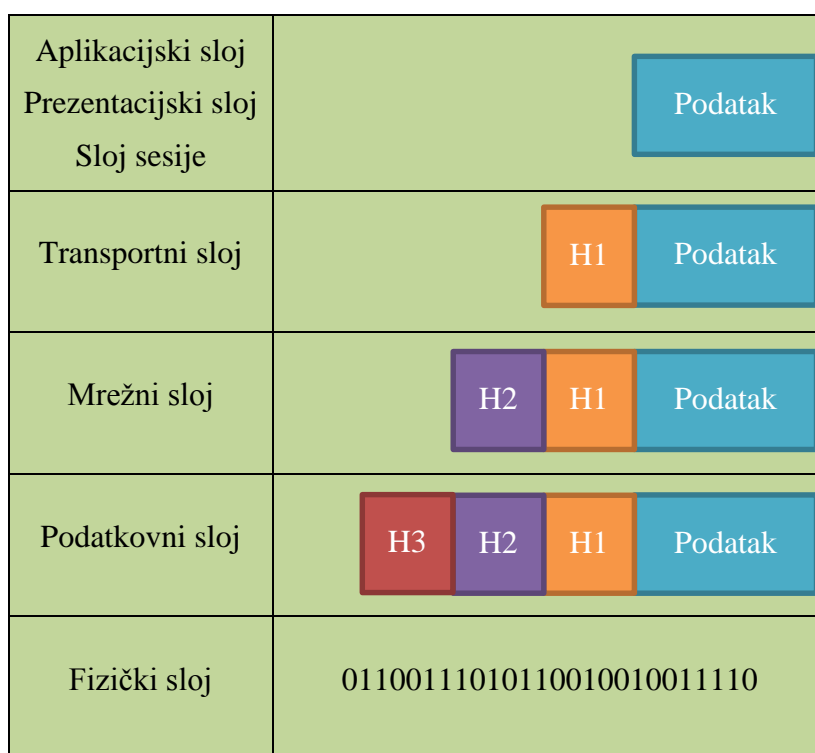 Aplikacijski sloj
Prezentacijski sloj
Sloj sesije
Podatak
Transportni sloj
H1 Podatak
Mrežni sloj
H2 H1 Podatak
Podatkovni sloj
H3 H2 H1 Podatak
Fizički sloj
01100111010110010010011110